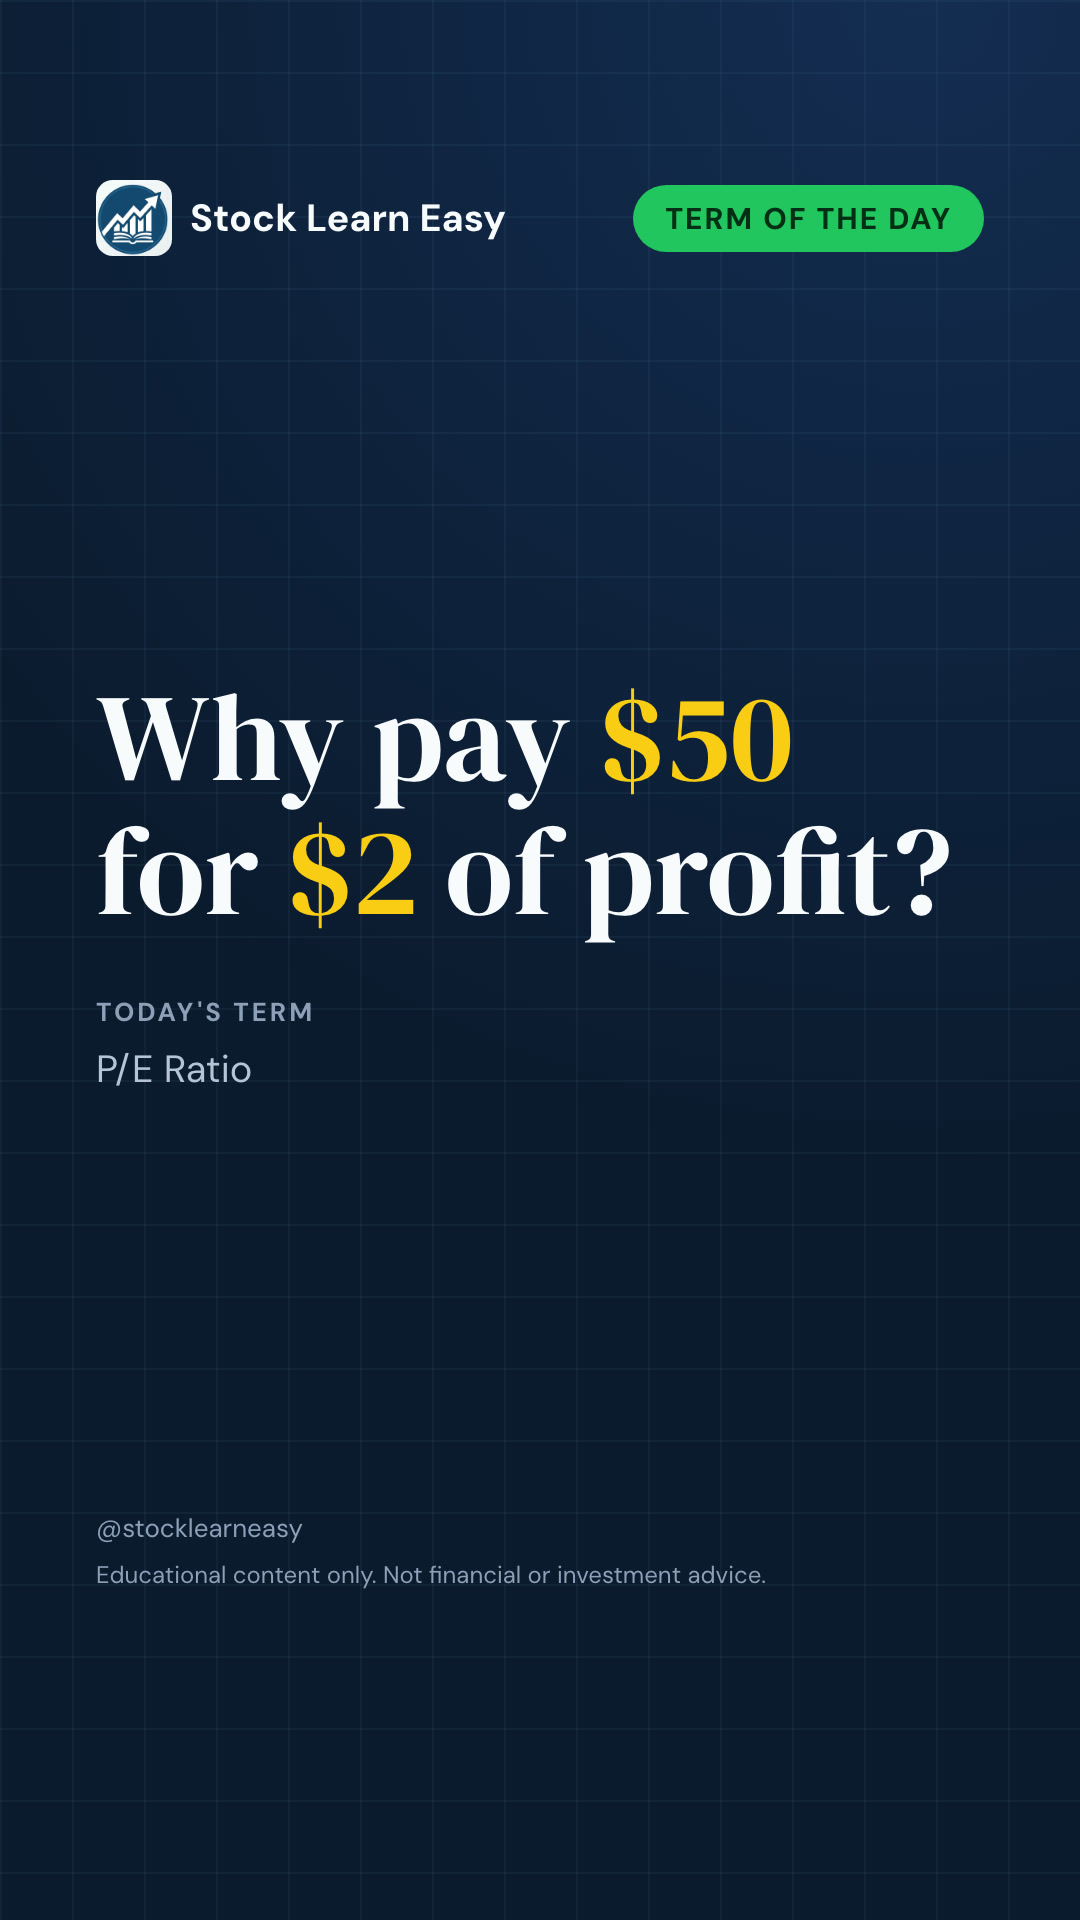 Stock Learn Easy
TERM OF THE DAY
Why pay $50
for $2 of profit?
TODAY'S TERM
P/E Ratio
@stocklearneasy
Educational content only. Not financial or investment advice.